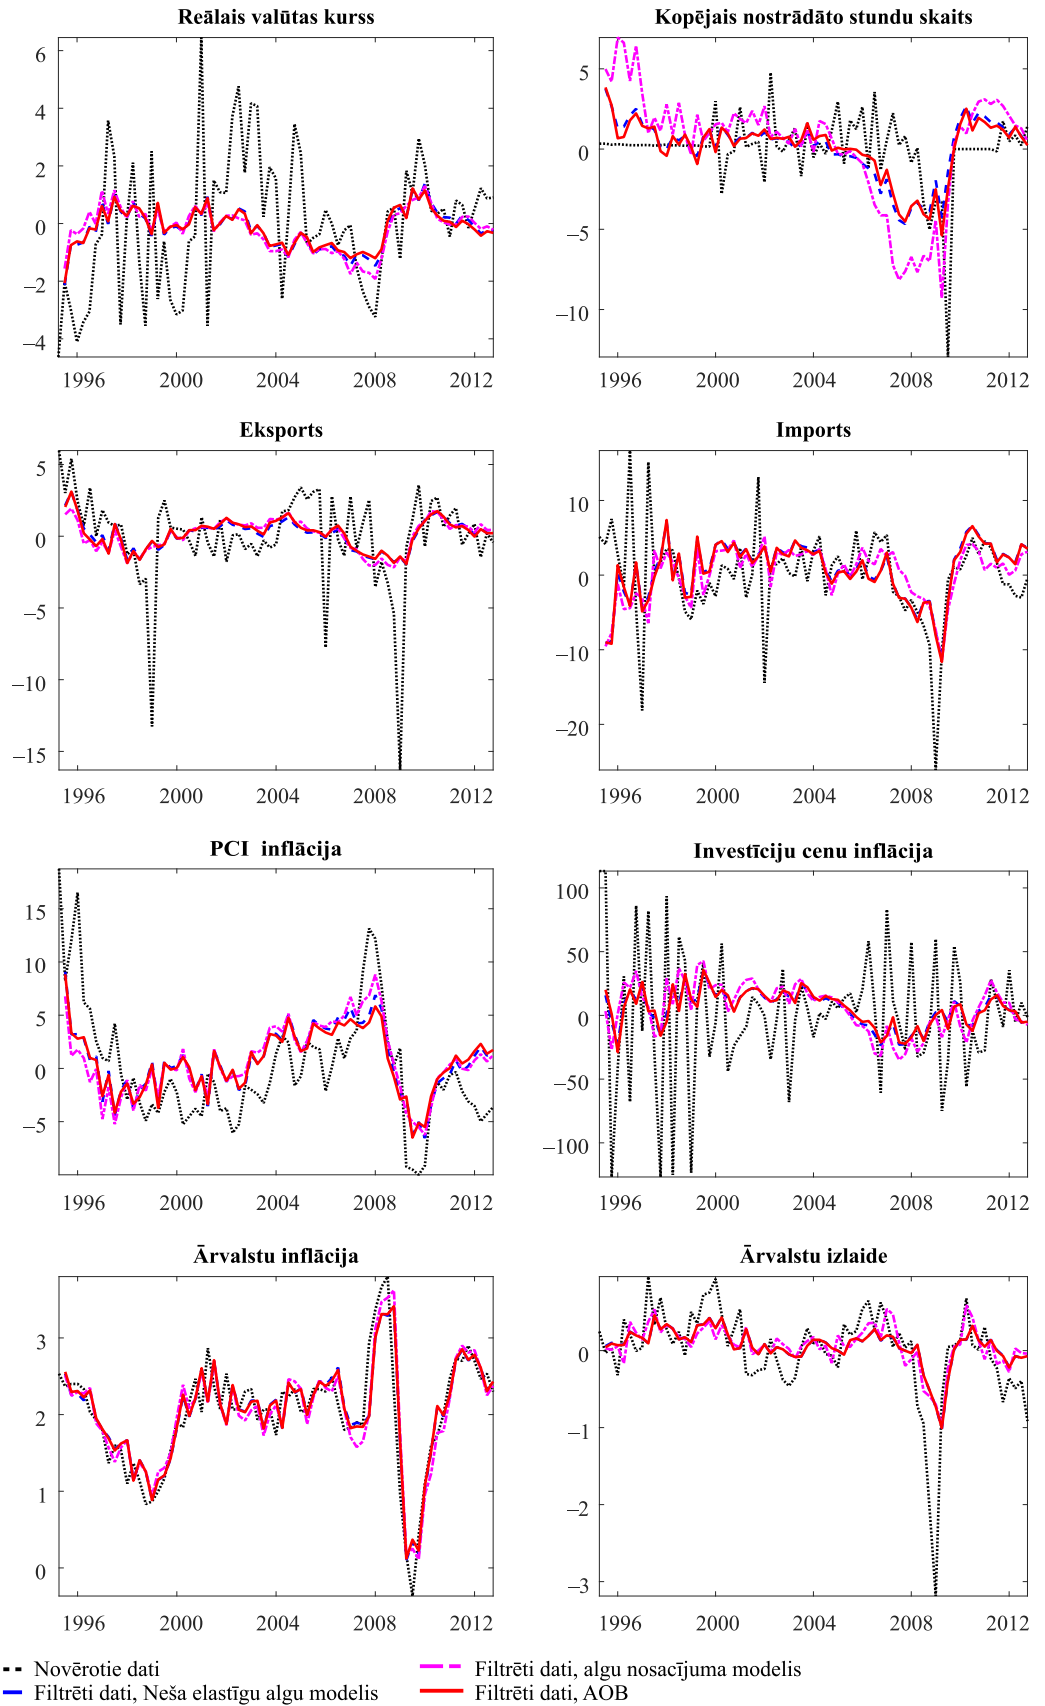 Reālais valūtas kurss
6
4
2
0
–2
–4
1996 2000 2004 2008 2012
Kopējais nostrādāto stundu skaits
5
0
–5
–10
1996 2000 2004 2008 2012
Eksports
5
0
–5
–10
–15
1996 2000 2004 2008 2012
Imports
10
0
–10
–20
1996 2000 2004 2008 2012
PCI inflācija
15
10
5
0
–5
1996 2000 2004 2008 2012
Investīciju cenu inflācija
100
50
0
–50
–100
1996 2000 2004 2008 2012
Ārvalstu inflācija
3
2
1
0
1996 2000 2004 2008 2012
Ārvalstu izlaide
0
–1
–2
–3
1996 2000 2004 2008 2012
Novērotie dati
Filtrēti dati, Neša elastīgu algu modelis
Filtrēti dati, algu nosacījuma modelis
Filtrēti dati, AOB